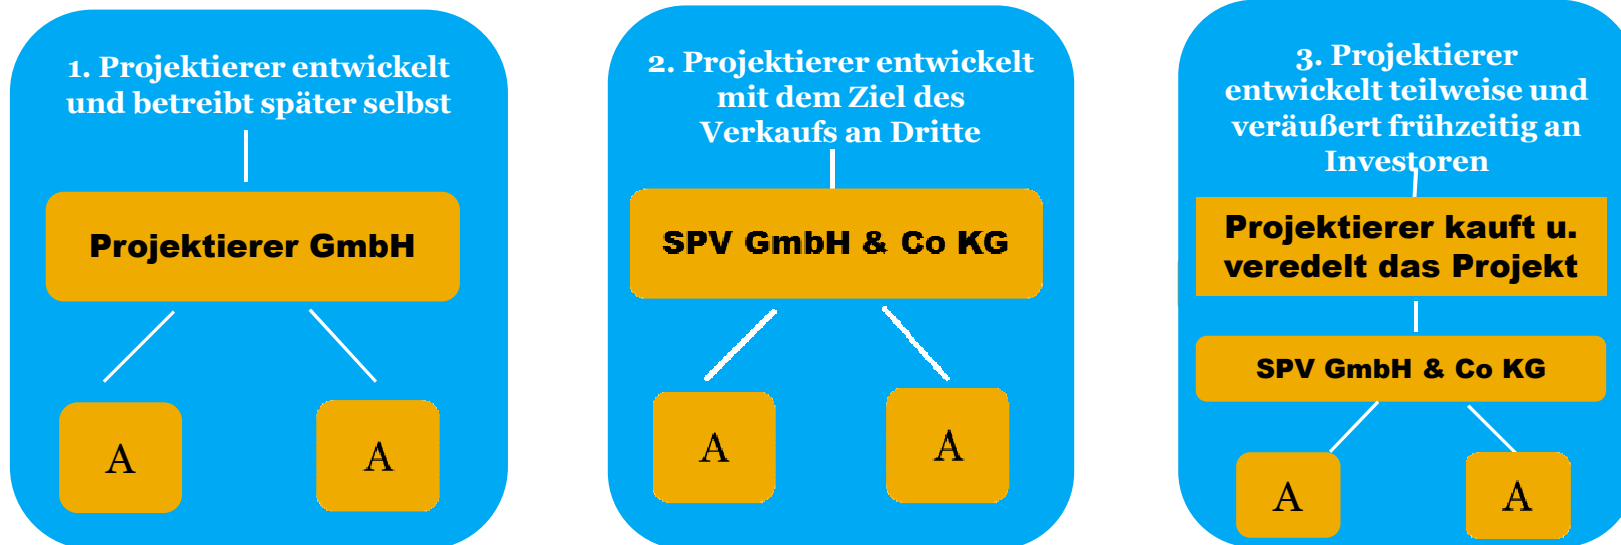 1. Projektierer entwickelt
und betreibt später selbst
Projektierer GmbH
A
A
2. Projektierer entwickelt
mit dem Ziel des
Verkaufs an Dritte
SPV GmbH & Co KG
A
A
3. Projektierer
entwickelt teilweise und
veräußert frühzeitig an
Investoren
Projektierer kauft u.
veredelt das Projekt
SPV GmbH & Co KG
A
A